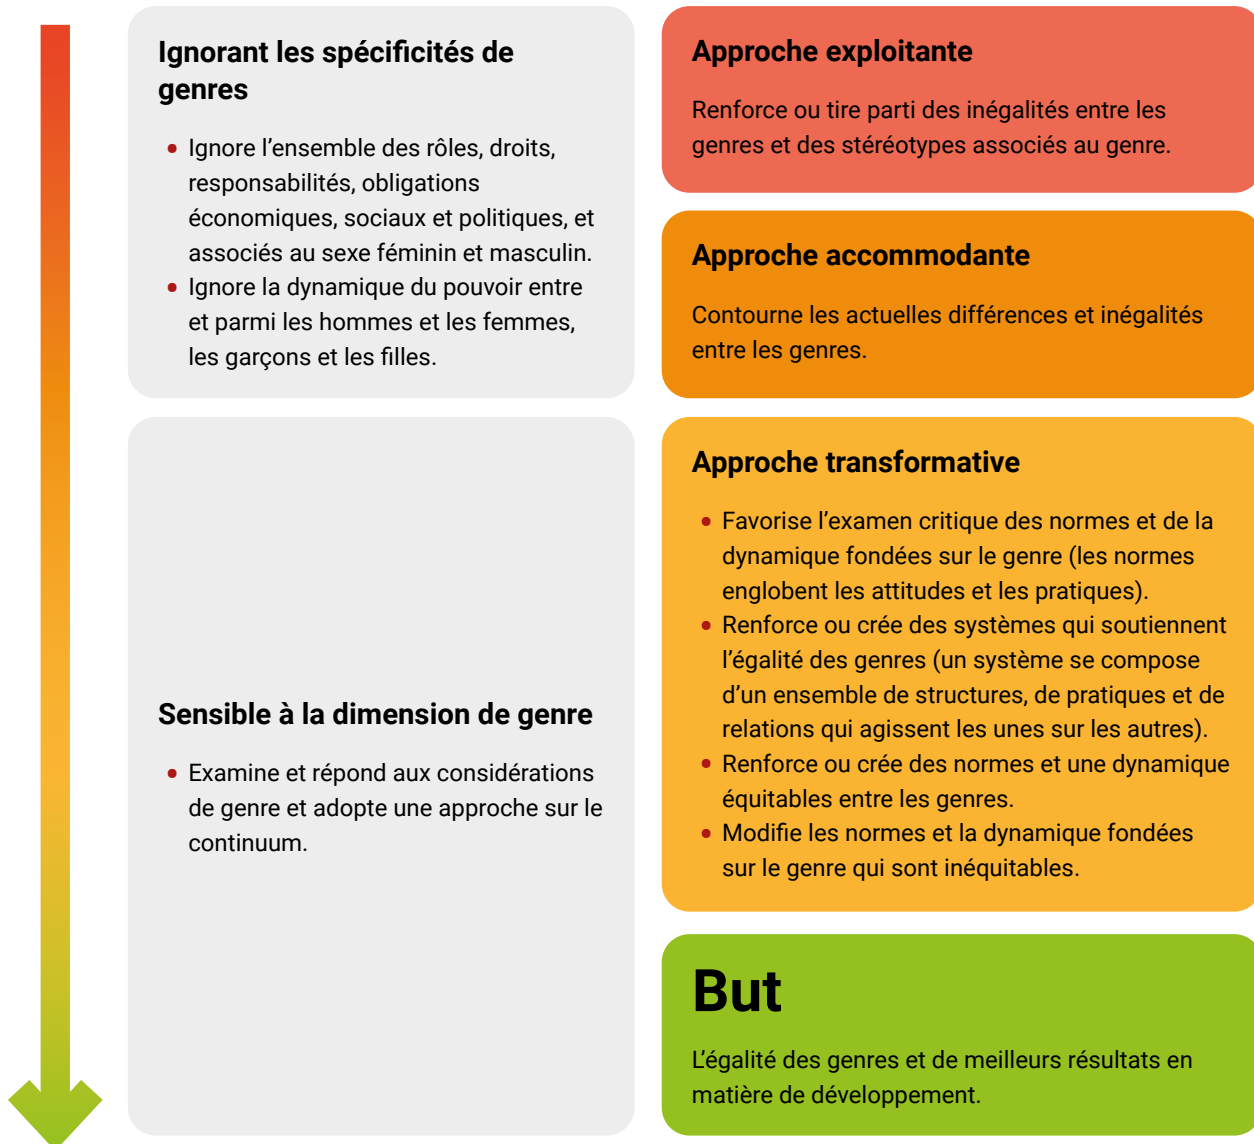 Ignorant les spécificités de
genres
• Ignore l’ensemble des rôles, droits,
responsabilités, obligations
économiques, sociaux et politiques, et
associés au sexe féminin et masculin.
• Ignore la dynamique du pouvoir entre
et parmi les hommes et les femmes,
les garçons et les filles.
Approche exploitante
Renforce ou tire parti des inégalités entre les
genres et des stéréotypes associés au genre.
Approche accommodante
Contourne les actuelles différences et inégalités
entre les genres.
Sensible à la dimension de genre
• Examine et répond aux considérations
de genre et adopte une approche sur le
continuum.
Approche transformative
• Favorise l’examen critique des normes et de la
dynamique fondées sur le genre (les normes
englobent les attitudes et les pratiques).
• Renforce ou crée des systèmes qui soutiennent
l’égalité des genres (un système se compose
d’un ensemble de structures, de pratiques et de
relations qui agissent les unes sur les autres).
• Renforce ou crée des normes et une dynamique
équitables entre les genres.
• Modifie les normes et la dynamique fondées
sur le genre qui sont inéquitables.
But
L’égalité des genres et de meilleurs résultats en
matière de développement.